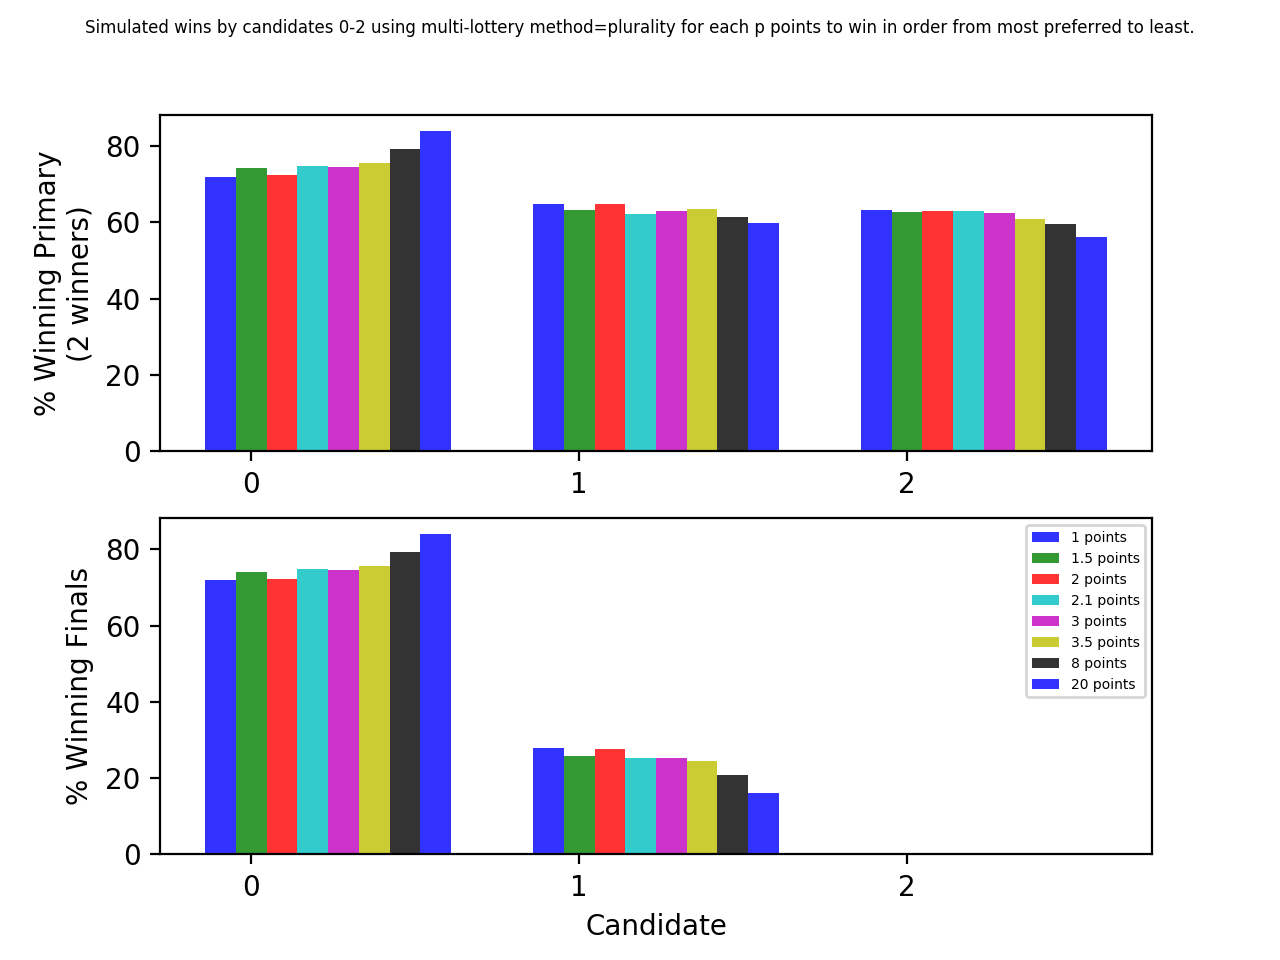 Simulated wins by candidates 0-2 using multi-lottery method=plurality for each p points to win in order from most preferred to least.
% Winning Primary
(2 winners)
80
60
40
20
0
0 1 2
% Winning Finals
80
60
40
20
0
1 points
1.5 points
2 points
2.1 points
3 points
3.5 points
8 points
20 points
0 1 2
Candidate